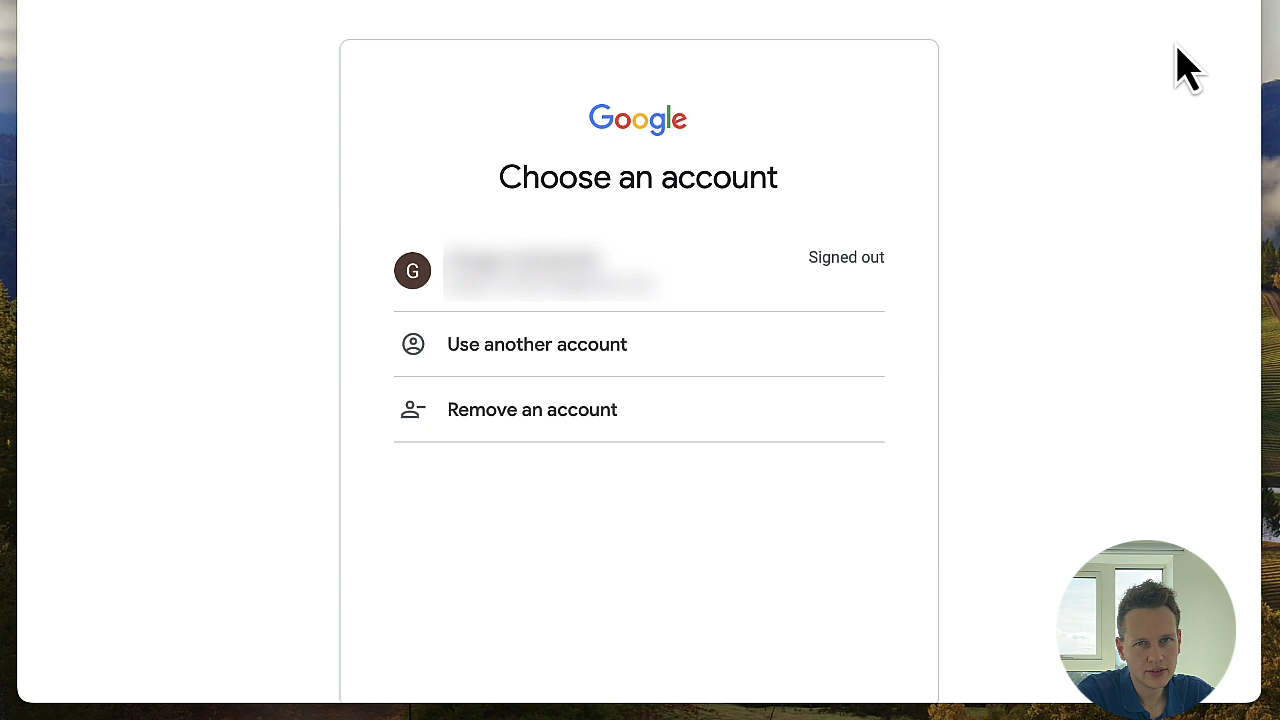 Google
Choose an account
G
Signed out
Use another account
Remove an account